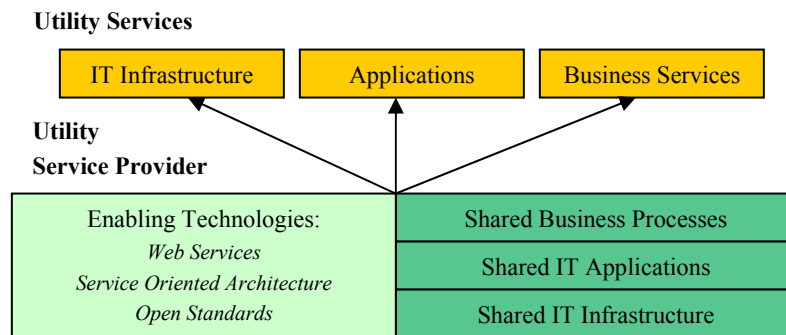 Utility Services
IT Infrastructure
Applications
Business Services
Utility
Service Provider
Enabling Technologies:
Web Services
Service Oriented Architecture
Open Standards
Shared Business Processes
Shared IT Applications
Shared IT Infrastructure